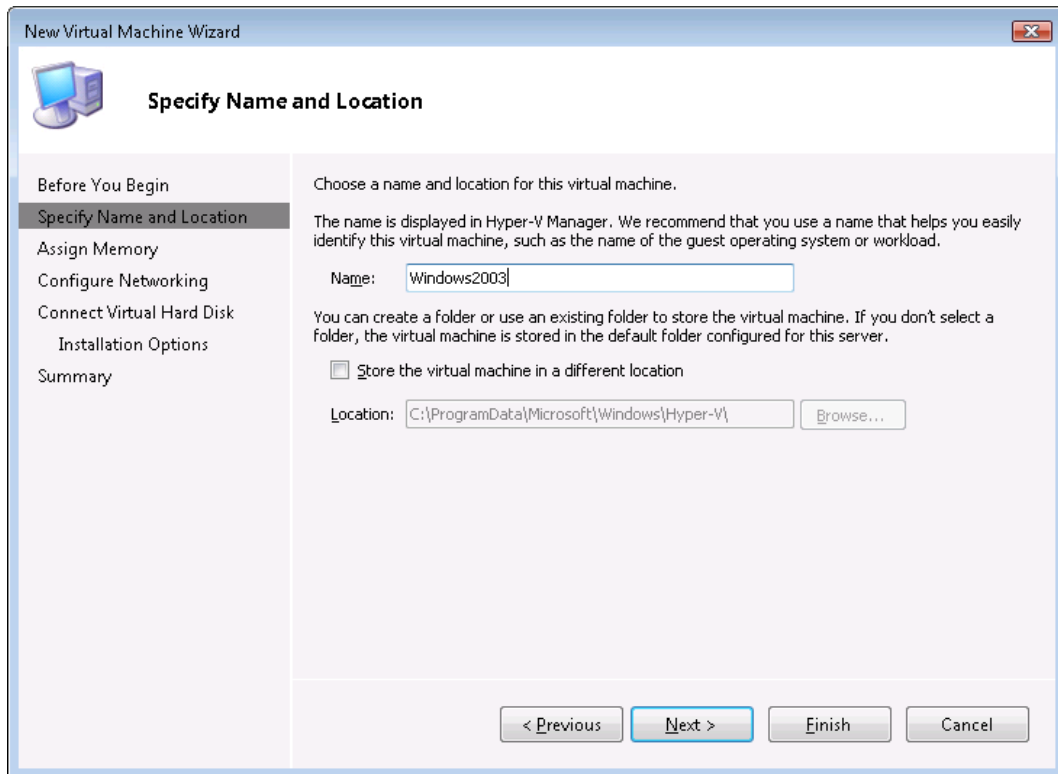 New Virtual Machine Wizard
Specify Name and Location
Before You Begin
Specify Name and Location
Assign Memory
Configure Networking
Connect Virtual Hard Disk
Installation Options
Summary
Choose a name and location for this virtual machine.
The name is displayed in Hyper-V Manager. We recommend that you use a name that helps you easily
identify this virtual machine, such as the name of the guest operating system or workload.
Name: Windows2003
You can create a folder or use an existing folder to store the virtual machine. If you don't select a
folder, the virtual machine is stored in the default folder configured for this server.
Store the virtual machine in a different location
Location: C:\ProgramData\Microsoft\Windows\Hyper-V\ Browse...
< Previous Next > Finish Cancel